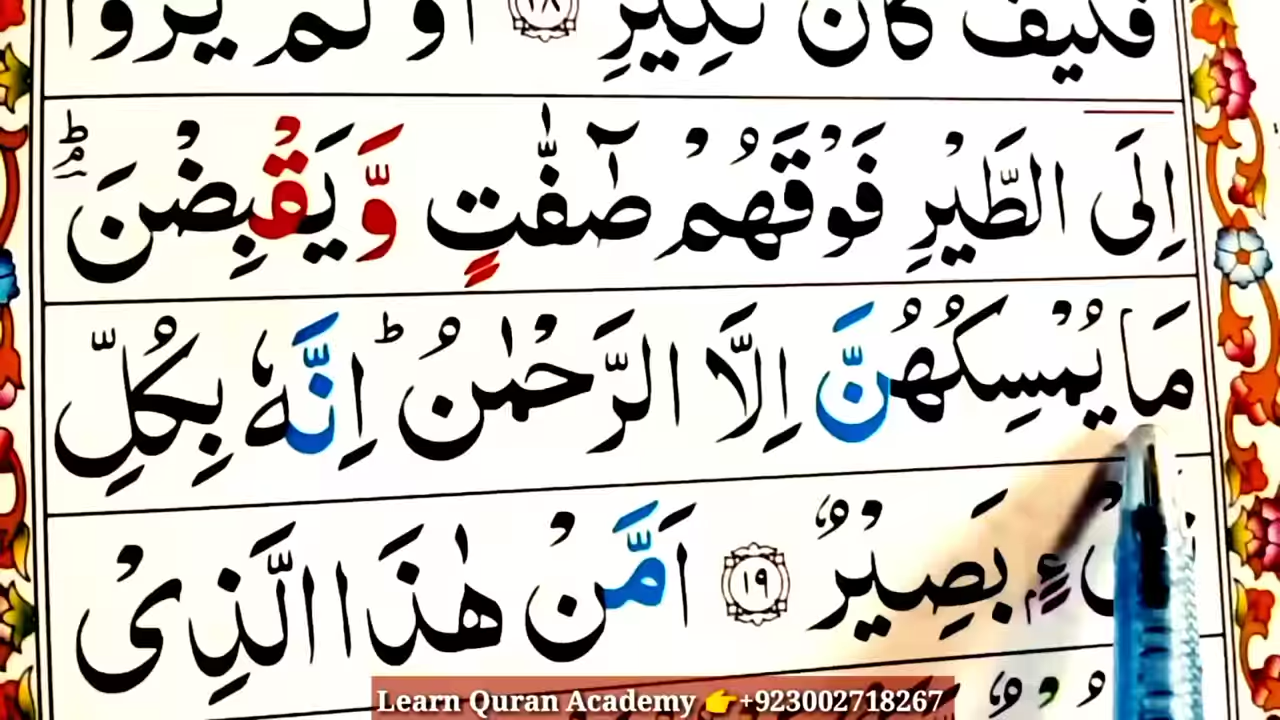 فَكَيْفَ كَانَ نَكِيْرِ ۝١٨ اَوَ لَمْ يَرَوْا
اِلَى الطَّيْرِ فَوْقَهُمْ صٰٓفّٰتٍ وَّ يَقْبِضْنَ ؔۘؕ
مَا يُمْسِكُهُنَّ اِلَّا الرَّحْمٰنُ ؕ اِنَّهٗ بِكُلِّ
بَصِيْرٌ ۝١٩ اَمَّنْ هٰذَا الَّذِیْ
Learn Quran Academy 👉+923002718267